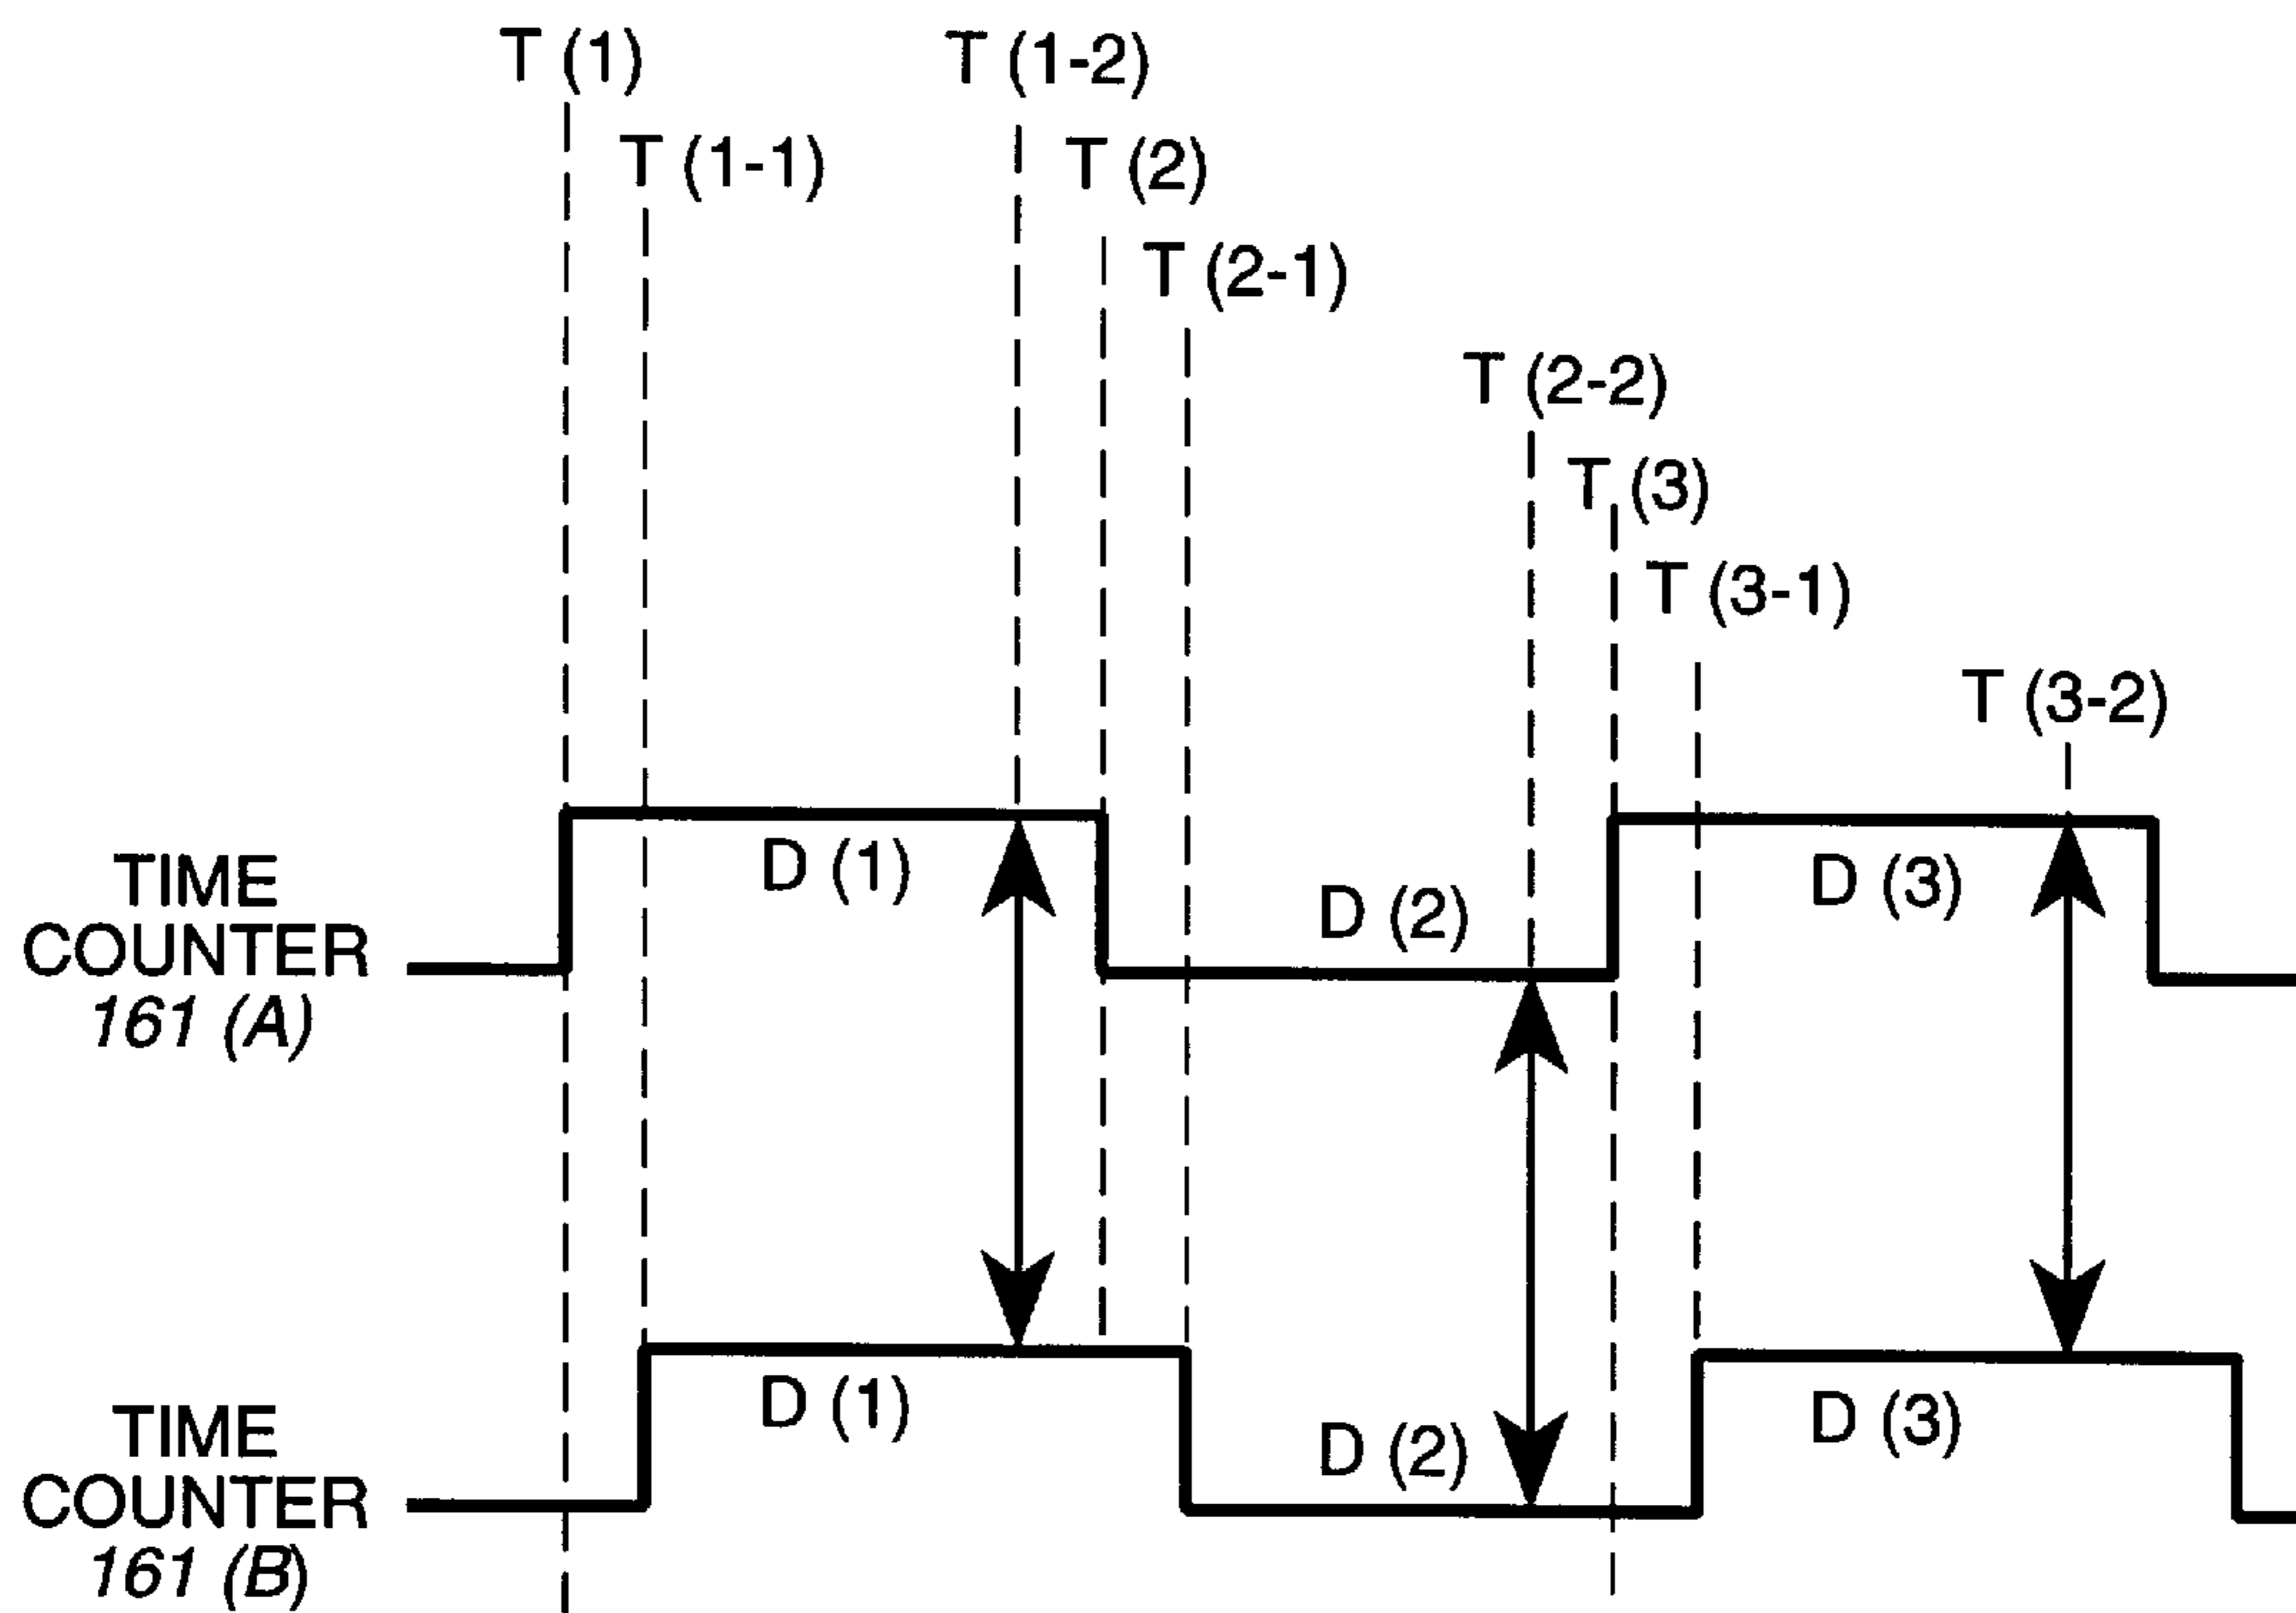 T (1)
T (1-2)
T (1-1)
T (2)
T (2-1)
T (2-2)
T (3)
T (3-1)
T (3-2)
TIME
COUNTER
161 (A)
D (1)
D (2)
D (3)
TIME
COUNTER
161 (B)
D (1)
D (2)
D (3)